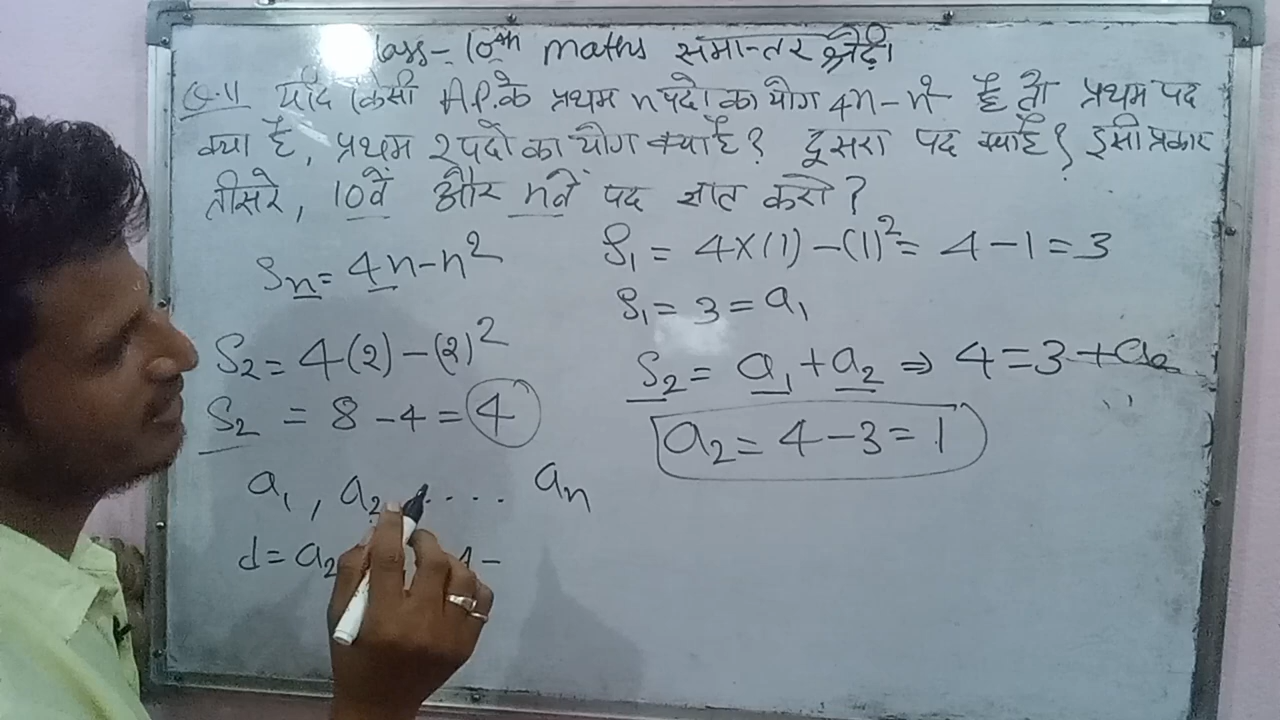 lass - 10th maths समान्तर श्रेढ़ी
Q.11 यदि किसी A.P. के प्रथम n पदों का योग 4n - n² है तो प्रथम पद
क्या है, प्रथम 2 पदों का योग क्या है? दूसरा पद क्या है? इसी प्रकार
तीसरे, 10वें और nवें पद ज्ञात करो?
Sn = 4n - n²
S₂ = 4(2) - (2)²
S₂ = 8 - 4 = 4
a₁, a₂ .... an
d = a₂
S₁ = 4×(1) - (1)² = 4 - 1 = 3
S₁ = 3 = a₁
S₂ = a₁ + a₂ ⇒ 4 = 3 + a₂
a₂ = 4 - 3 = 1